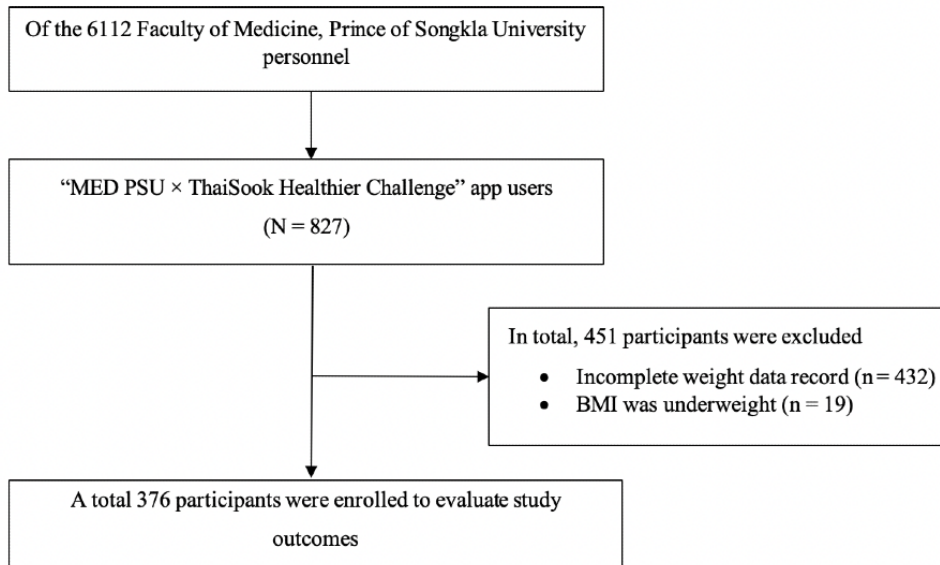 Of the 6112 Faculty of Medicine, Prince of Songkla University
personnel
“MED PSU × ThaiSook Healthier Challenge” app users
(N = 827)
In total, 451 participants were excluded
• Incomplete weight data record (n = 432)
• BMI was underweight (n = 19)
A total 376 participants were enrolled to evaluate study
outcomes